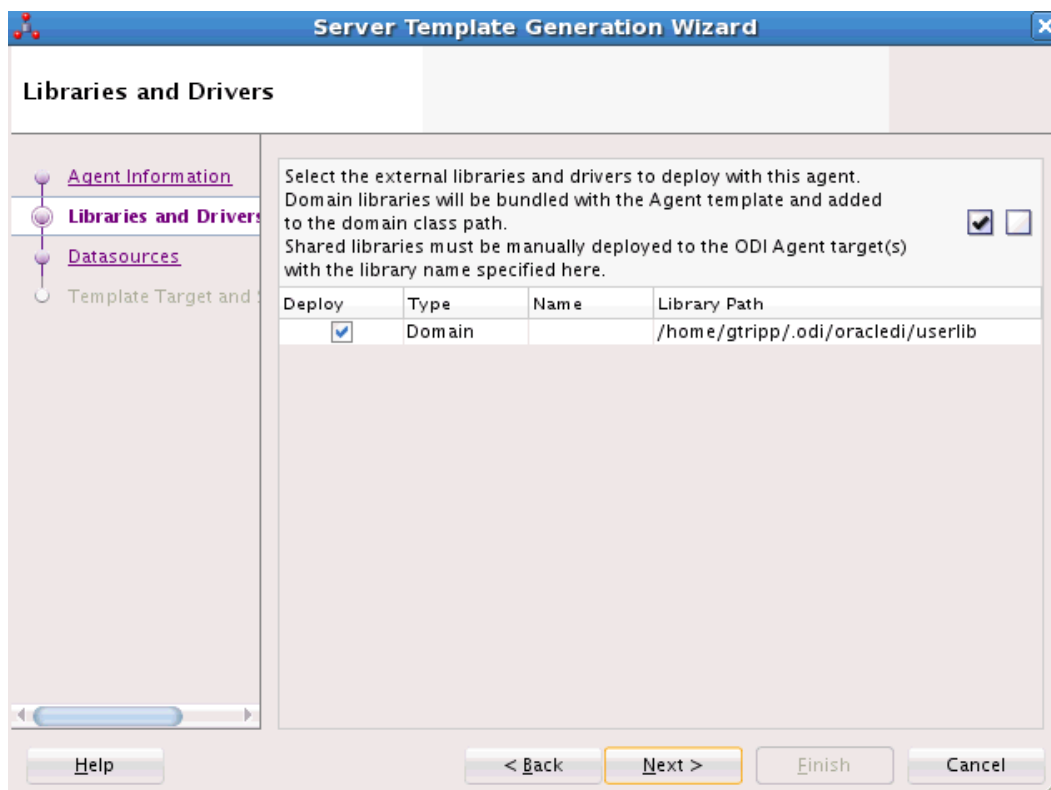 Server Template Generation Wizard
Libraries and Drivers
Agent Information
Libraries and Drivers
Datasources
Template Target and
Select the external libraries and drivers to deploy with this agent.
Domain libraries will be bundled with the Agent template and added
to the domain class path.
Shared libraries must be manually deployed to the ODI Agent target(s)
with the library name specified here.
Deploy Type Name Library Path
Domain /home/gtripp/.odi/oracledi/userlib
Help < Back Next > Finish Cancel